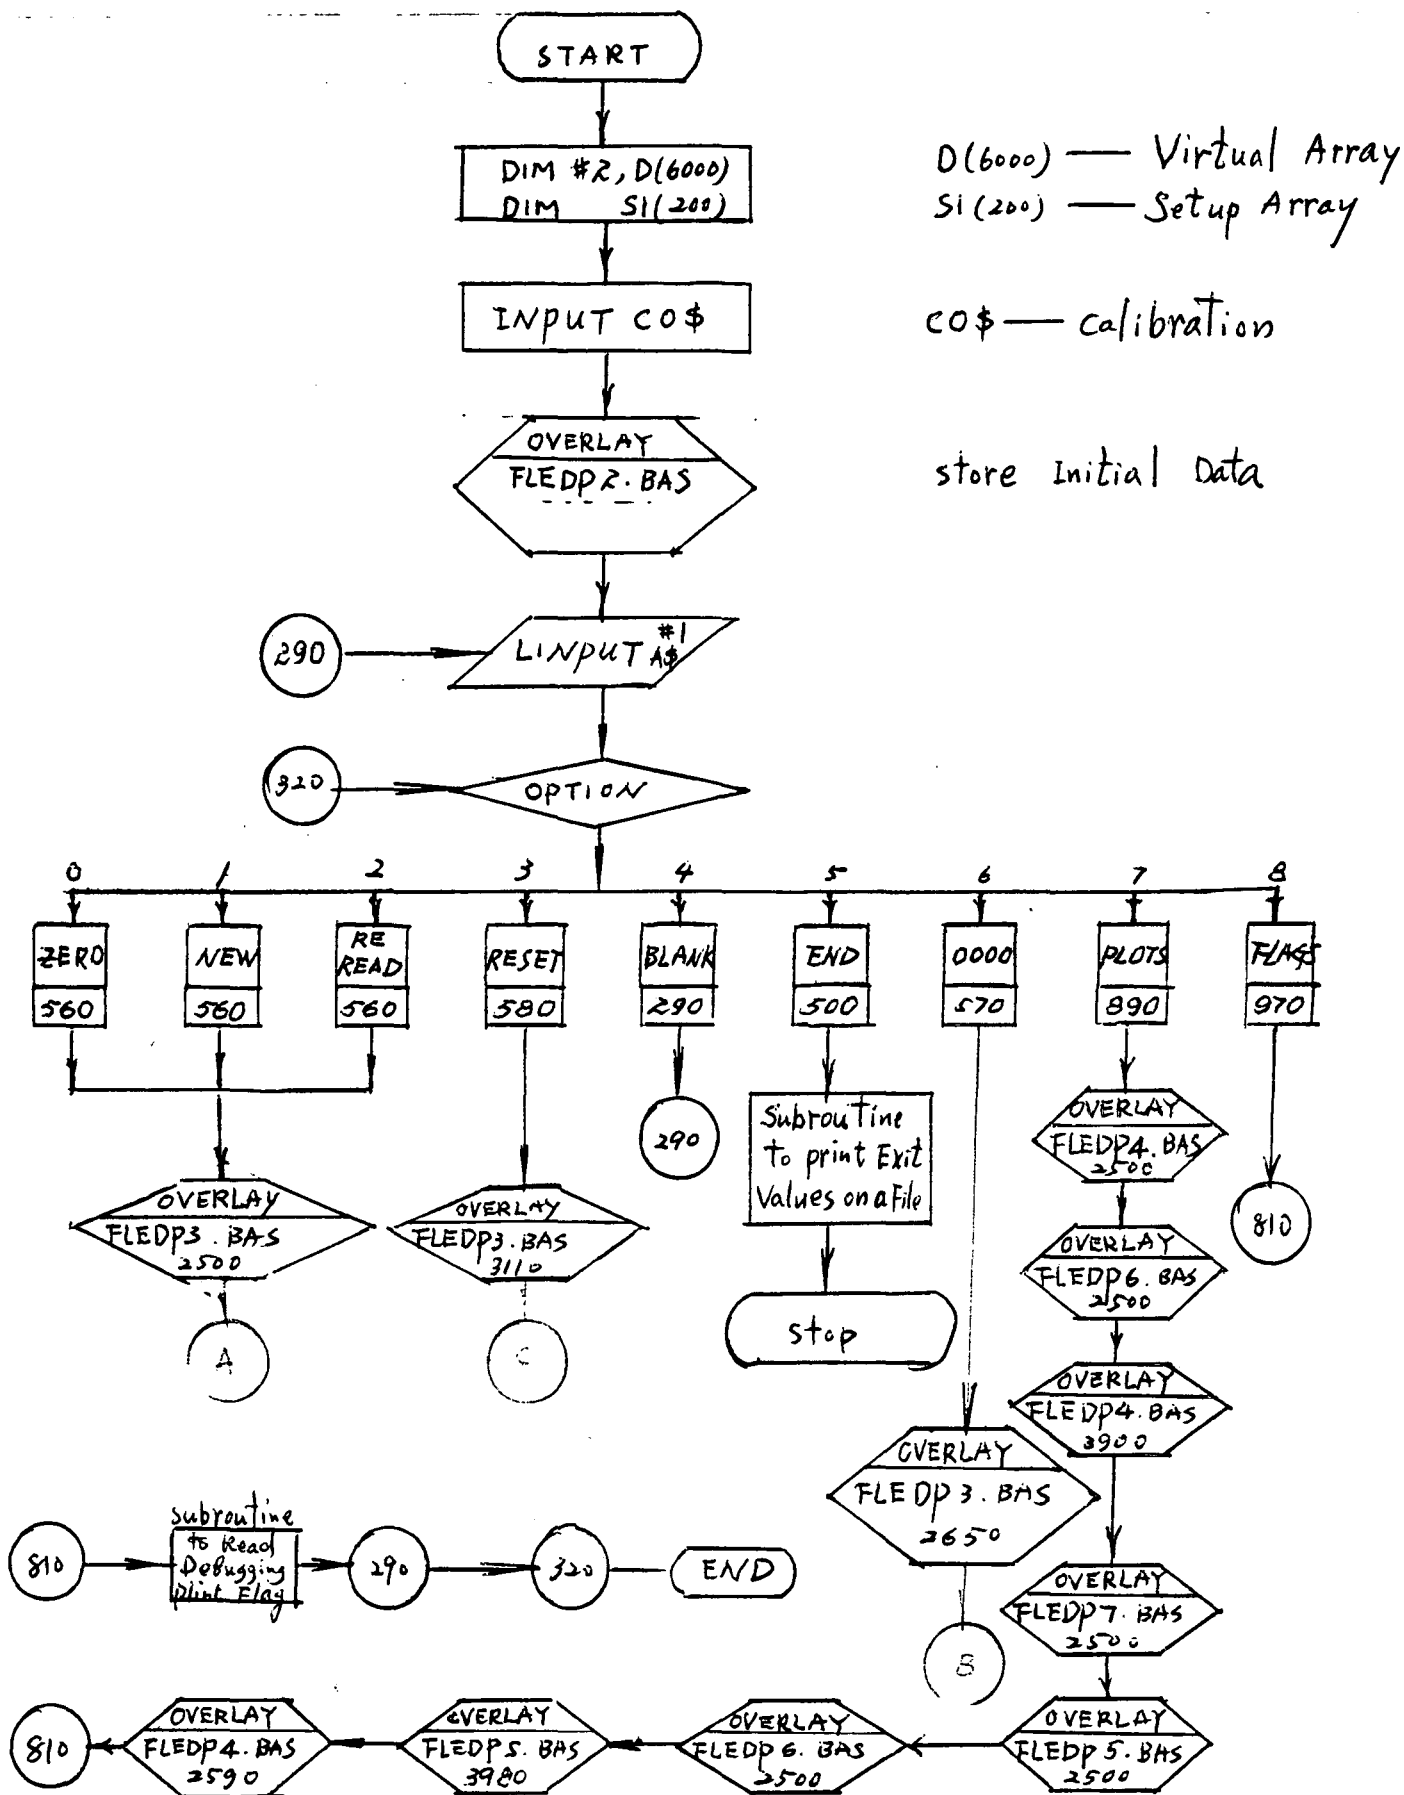 START
DIM #2, D(6000)
DIM SI(200)
D(6000) — Virtual Array
SI(200) — Setup Array
INPUT CO$
CO$ — Calibration
OVERLAY
FLEDP2.BAS
store Initial Data
290
LINPUT #1 A$
320
OPTION
0 1 2 3 4 5 6 7 8
ZERO
560
NEW
560
RE
READ
560
RESET
580
BLANK
290
END
500
0000
570
PLOTS
890
FLAGS
970
OVERLAY
FLEDP3.BAS
2500
A
OVERLAY
FLEDP3.BAS
3110
C
290
Subroutine
to print Exit
Values on a File
stop
OVERLAY
FLEDP3.BAS
2650
B
OVERLAY
FLEDP4.BAS
2500
OVERLAY
FLEDP6.BAS
2500
OVERLAY
FLEDP4.BAS
3900
OVERLAY
FLEDP7.BAS
2500
810
810
subroutine
to Read
Debugging
Plint Flag
290
320
END
810
OVERLAY
FLEDP4.BAS
2590
OVERLAY
FLEDP5.BAS
3980
OVERLAY
FLEDP6.BAS
2500
OVERLAY
FLEDP5.BAS
2500